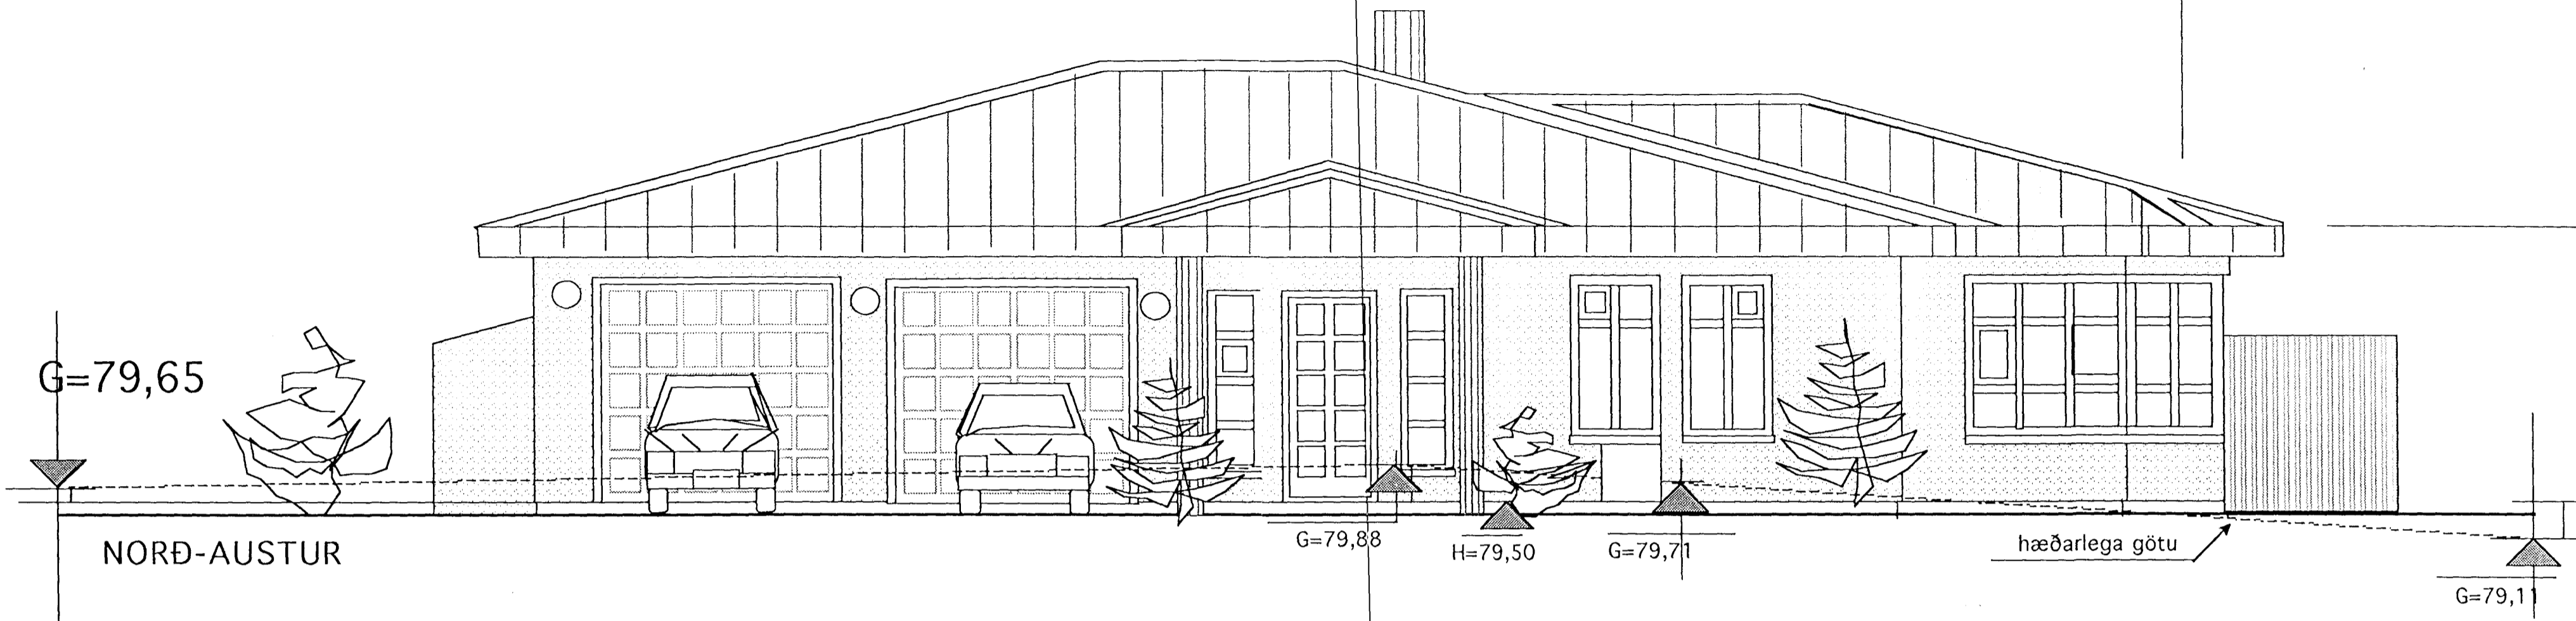 G=79,65
NORÐ-AUSTUR
G=79,88
H=79,50
G=79,71
hæðarlega götu
G=79,11